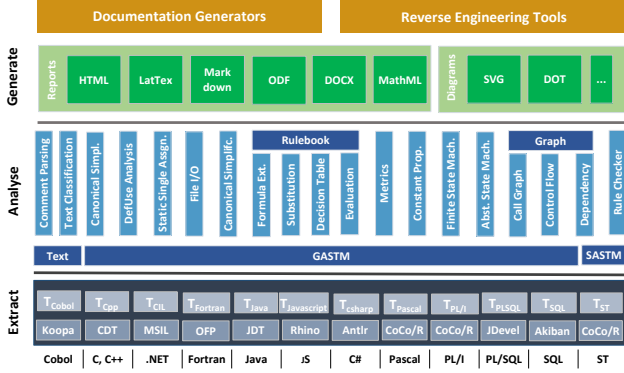 Documentation Generators
Reverse Engineering Tools
Generate
Reports
HTML
LatTex
Mark
down
ODF
DOCX
MathML
Diagrams
SVG
DOT
...
Analyse
Comment Parsing
Text Classification
Canonical Simpl.
DefUse Analysis
Static Single Assgn.
File I/O
Canonical Simplifc.
Rulebook
Formula Ext.
Substitution
Decision Table
Evaluation
Metrics
Constant Prop.
Finite State Mach.
Abst. State Mach.
Graph
Call Graph
Control Flow
Dependency
Rule Checker
Text
GASTM
SASTM
Extract
TCobol
TCpp
TCIL
TFortran
TJava
TJavascript
Tcsharp
TPascal
TPL/I
TPLSQL
TSQL
TST
Koopa
CDT
MSIL
OFP
JDT
Rhino
Antlr
CoCo/R
CoCo/R
JDevel
Akiban
CoCo/R
Cobol
C, C++
.NET
Fortran
Java
JS
C#
Pascal
PL/I
PL/SQL
SQL
ST